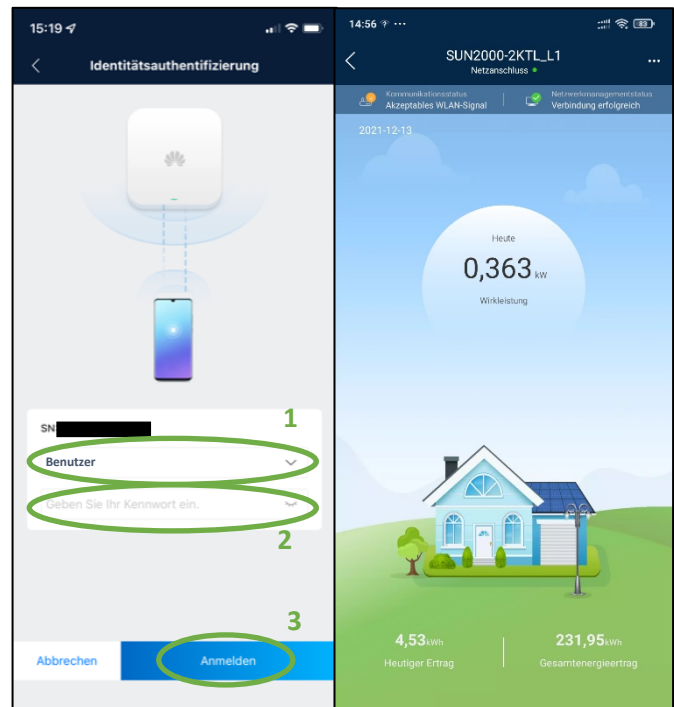 15:19
Identitätsauthentifizierung
SN
1
Benutzer
Geben Sie Ihr Kennwort ein.
2
3
Abbrechen
Anmelden
14:56 ···
83
SUN2000-2KTL_L1
Netzanschluss
...
Kommunikationsstatus
Akzeptables WLAN-Signal
Netzwerkmanagementstatus
Verbindung erfolgreich
2021-12-13
Heute
0,363 kW
Wirkleistung
4,53kWh
Heutiger Ertrag
231,95kWh
Gesamtenergieertrag